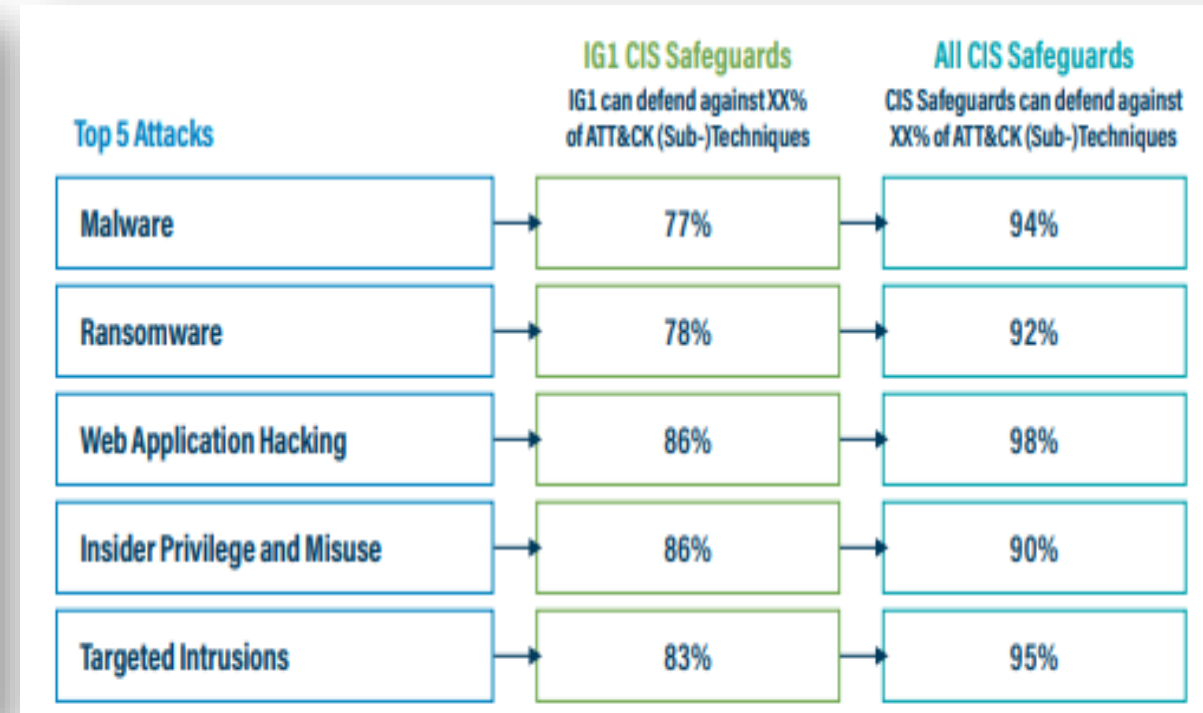 IG1 CIS Safeguards
IG1 can defend against XX%
of ATT&CK (Sub-)Techniques
All CIS Safeguards
CIS Safeguards can defend against
XX% of ATT&CK (Sub-)Techniques
Top 5 Attacks
Malware 77% 94%
Ransomware 78% 92%
Web Application Hacking 86% 98%
Insider Privilege and Misuse 86% 90%
Targeted Intrusions 83% 95%